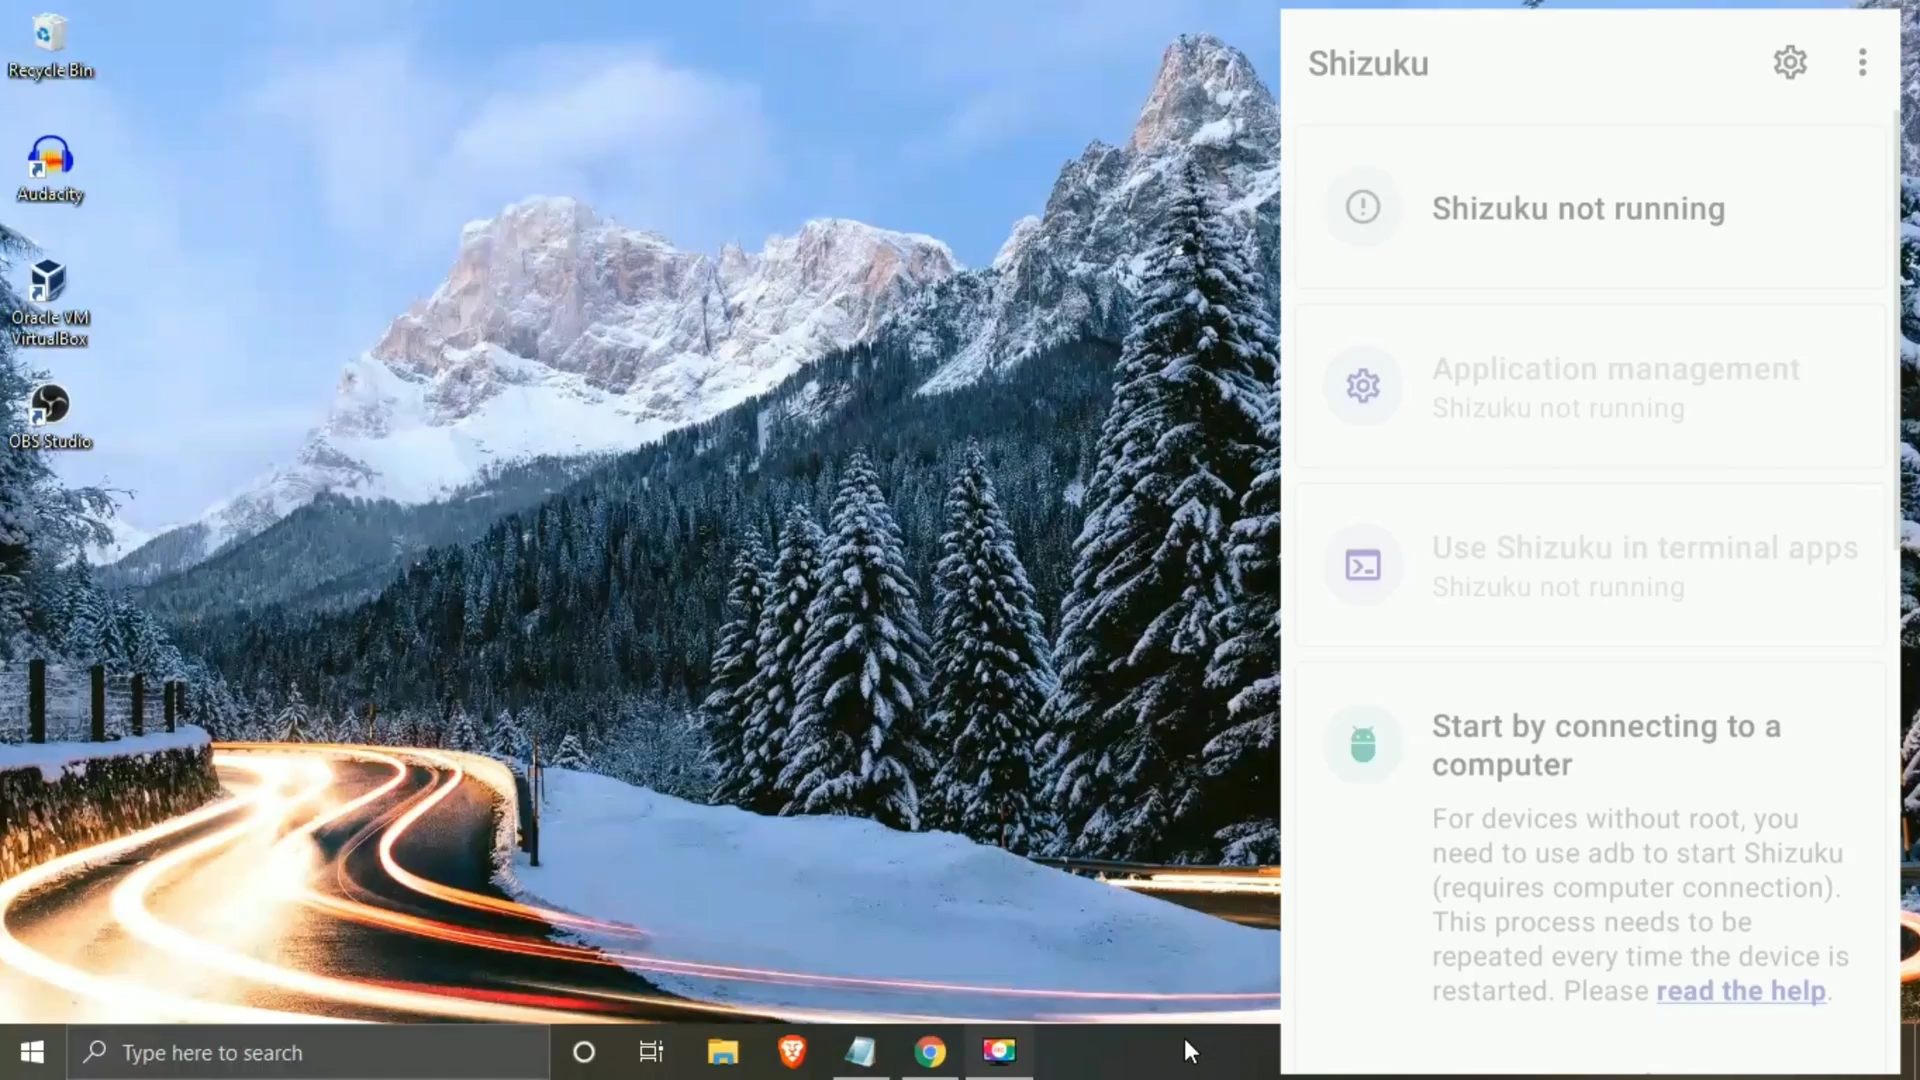 Recycle Bin
Audacity
Oracle VM
VirtualBox
OBS Studio
Type here to search
Shizuku
Shizuku not running
Application management
Shizuku not running
Use Shizuku in terminal apps
Shizuku not running
Start by connecting to a
computer
For devices without root, you
need to use adb to start Shizuku
(requires computer connection).
This process needs to be
repeated every time the device is
restarted. Please read the help.